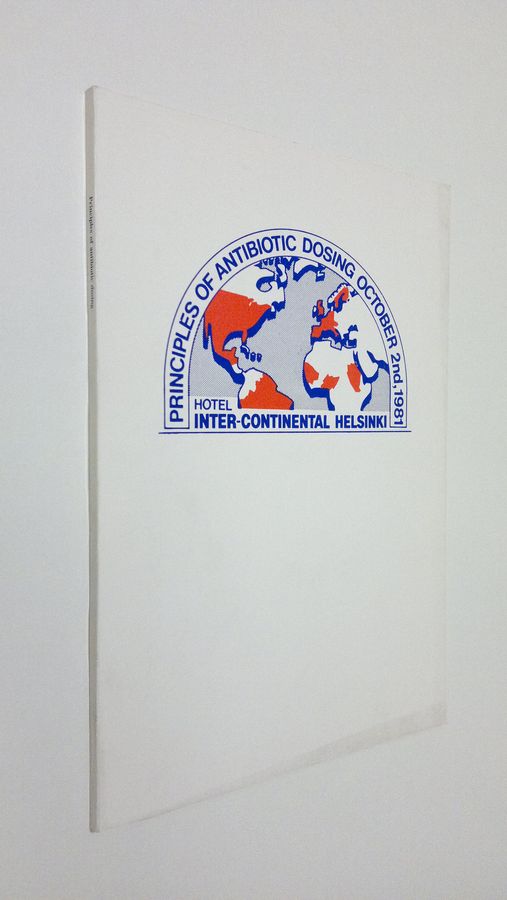 Principles of antibiotic dosing
PRINCIPLES OF ANTIBIOTIC DOSING OCTOBER 2nd, 1981
HOTEL
INTER-CONTINENTAL HELSINKI